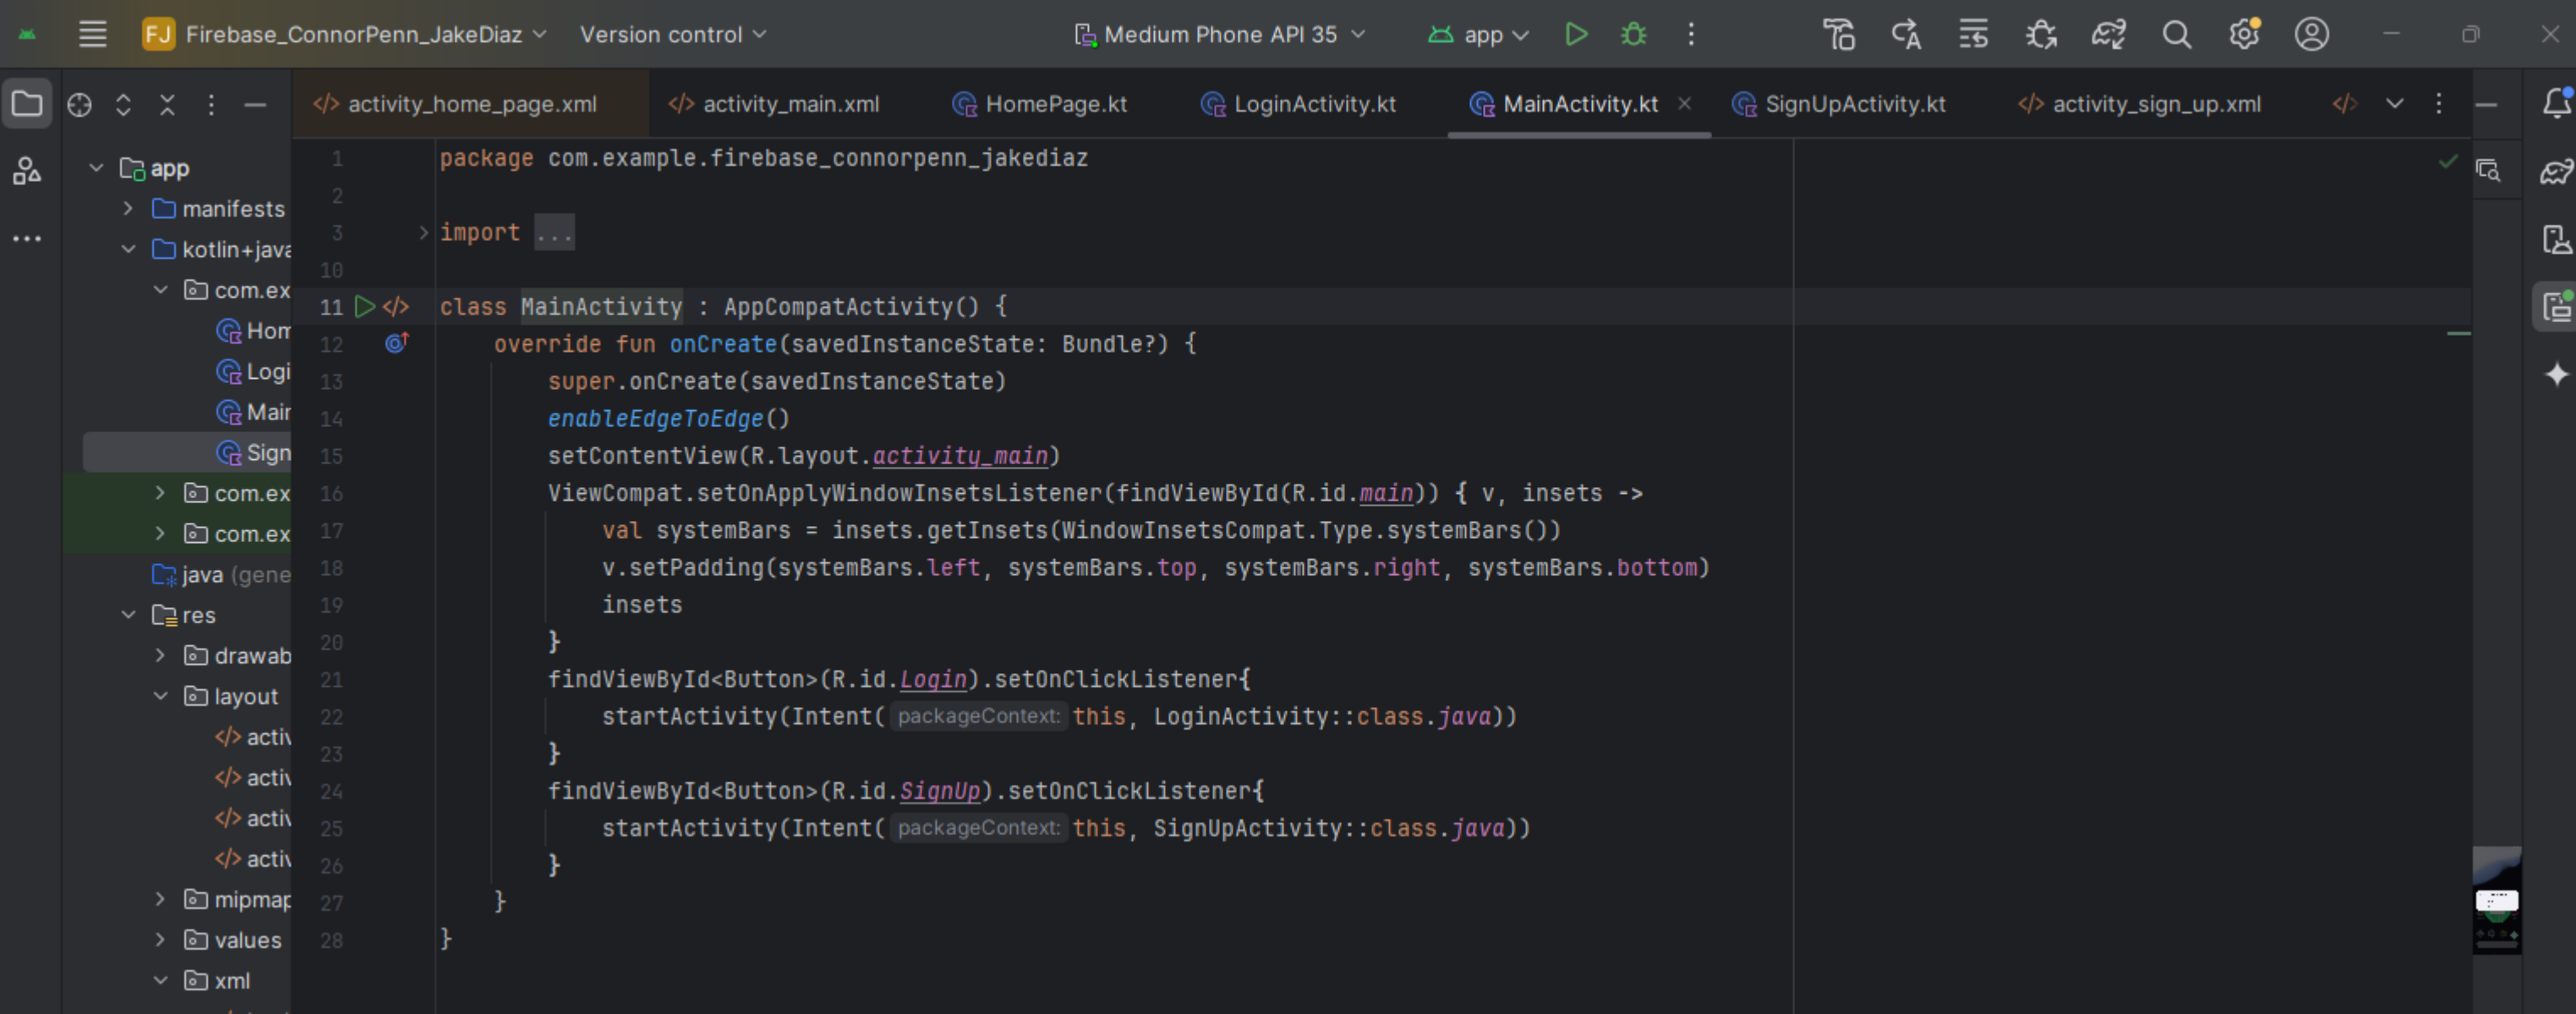 FJ Firebase_ConnorPenn_JakeDiaz Version control Medium Phone API 35 app
activity_home_page.xml activity_main.xml HomePage.kt LoginActivity.kt MainActivity.kt SignUpActivity.kt activity_sign_up.xml
app
manifests
kotlin+java
com.ex
Hom
Logi
Main
Sign
com.ex
com.ex
java (gene
res
drawab
layout
activ
activ
activ
activ
mipmap
values
xml
1 package com.example.firebase_connorpenn_jakediaz
2
3 import ...
10
11 class MainActivity : AppCompatActivity() {
12 override fun onCreate(savedInstanceState: Bundle?) {
13 super.onCreate(savedInstanceState)
14 enableEdgeToEdge()
15 setContentView(R.layout.activity_main)
16 ViewCompat.setOnApplyWindowInsetsListener(findViewById(R.id.main)) { v, insets ->
17 val systemBars = insets.getInsets(WindowInsetsCompat.Type.systemBars())
18 v.setPadding(systemBars.left, systemBars.top, systemBars.right, systemBars.bottom)
19 insets
20 }
21 findViewById<Button>(R.id.Login).setOnClickListener{
22 startActivity(Intent( packageContext: this, LoginActivity::class.java))
23 }
24 findViewById<Button>(R.id.SignUp).setOnClickListener{
25 startActivity(Intent( packageContext: this, SignUpActivity::class.java))
26 }
27 }
28 }